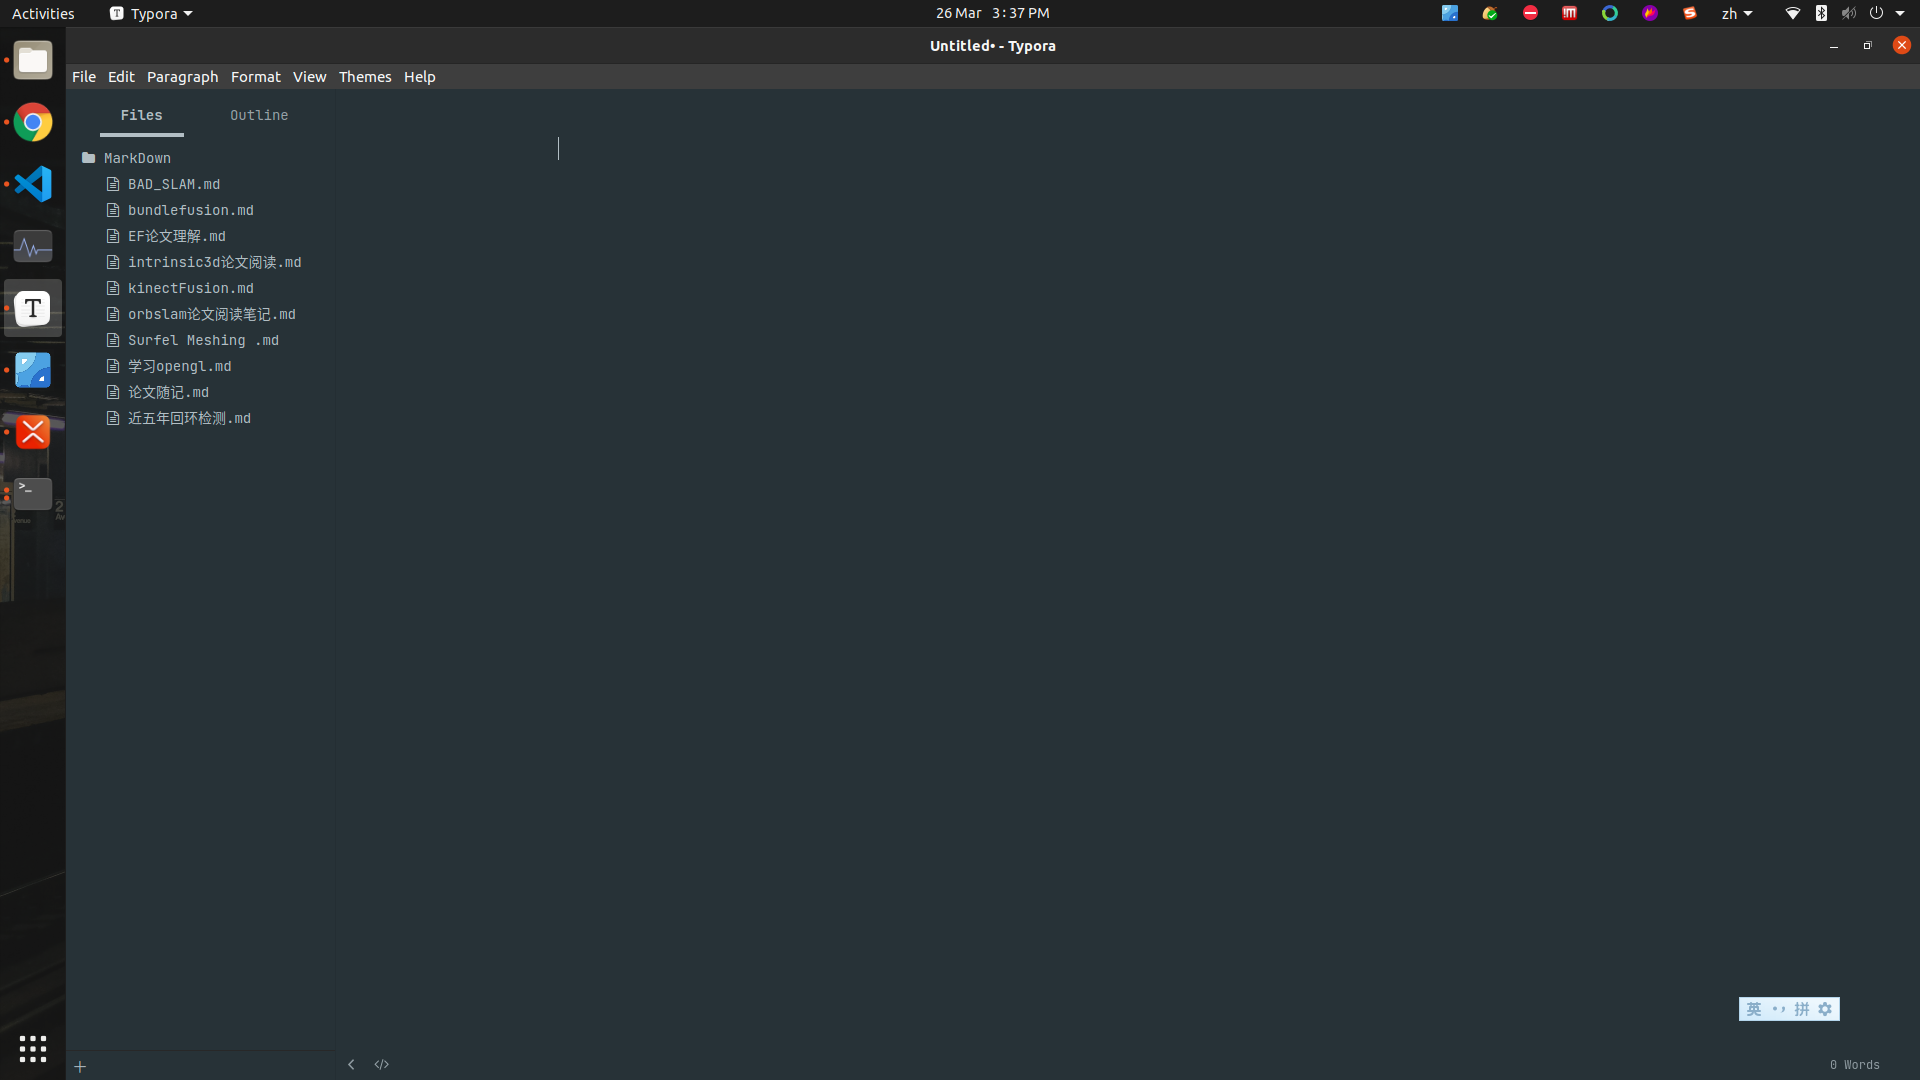 Activities
Typora
26 Mar 3:37 PM
zh
Untitled• - Typora
File Edit Paragraph Format View Themes Help
Files
Outline
MarkDown
BAD_SLAM.md
bundlefusion.md
EF论文理解.md
intrinsic3d论文阅读.md
kinectFusion.md
orbslam论文阅读笔记.md
Surfel Meshing .md
学习opengl.md
论文随记.md
近五年回环检测.md
英 拼
0 Words